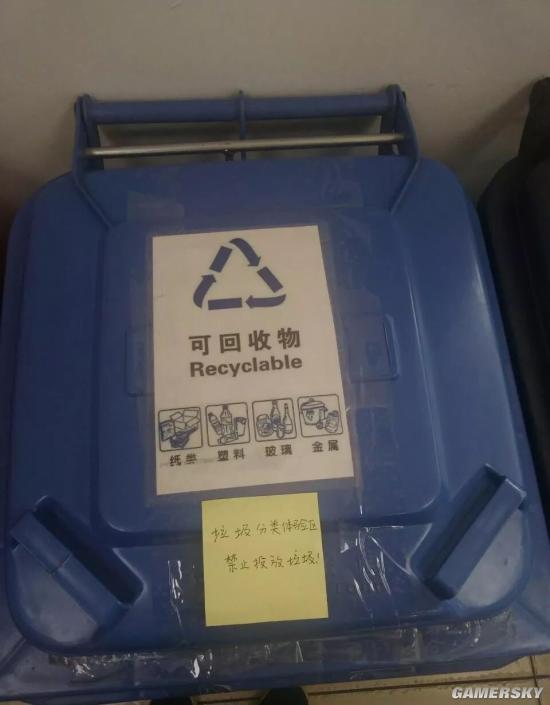 可回收物
Recyclable
纸类 塑料 玻璃 金属
垃圾分类体验区
禁止投放垃圾!
GAMERSKY